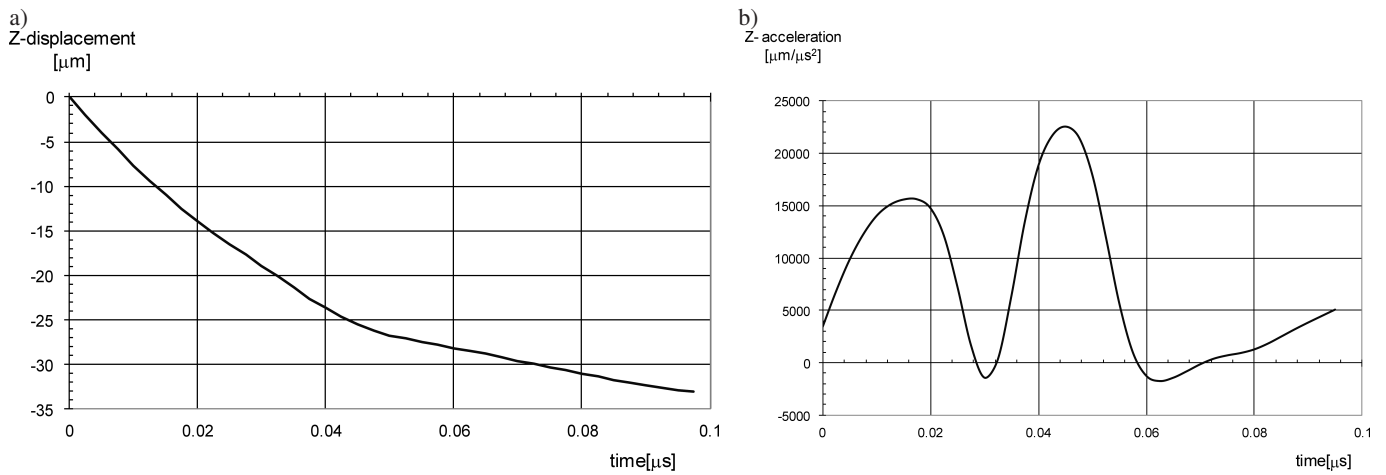 a)
Z-displacement
[μm]
0
-5
-10
-15
-20
-25
-30
-35
0 0.02 0.04 0.06 0.08 0.1
time[μs]
b)
Z- acceleration
[μm/μs²]
25000
20000
15000
10000
5000
0
-5000
0 0.02 0.04 0.06 0.08 0.1
time[μs]